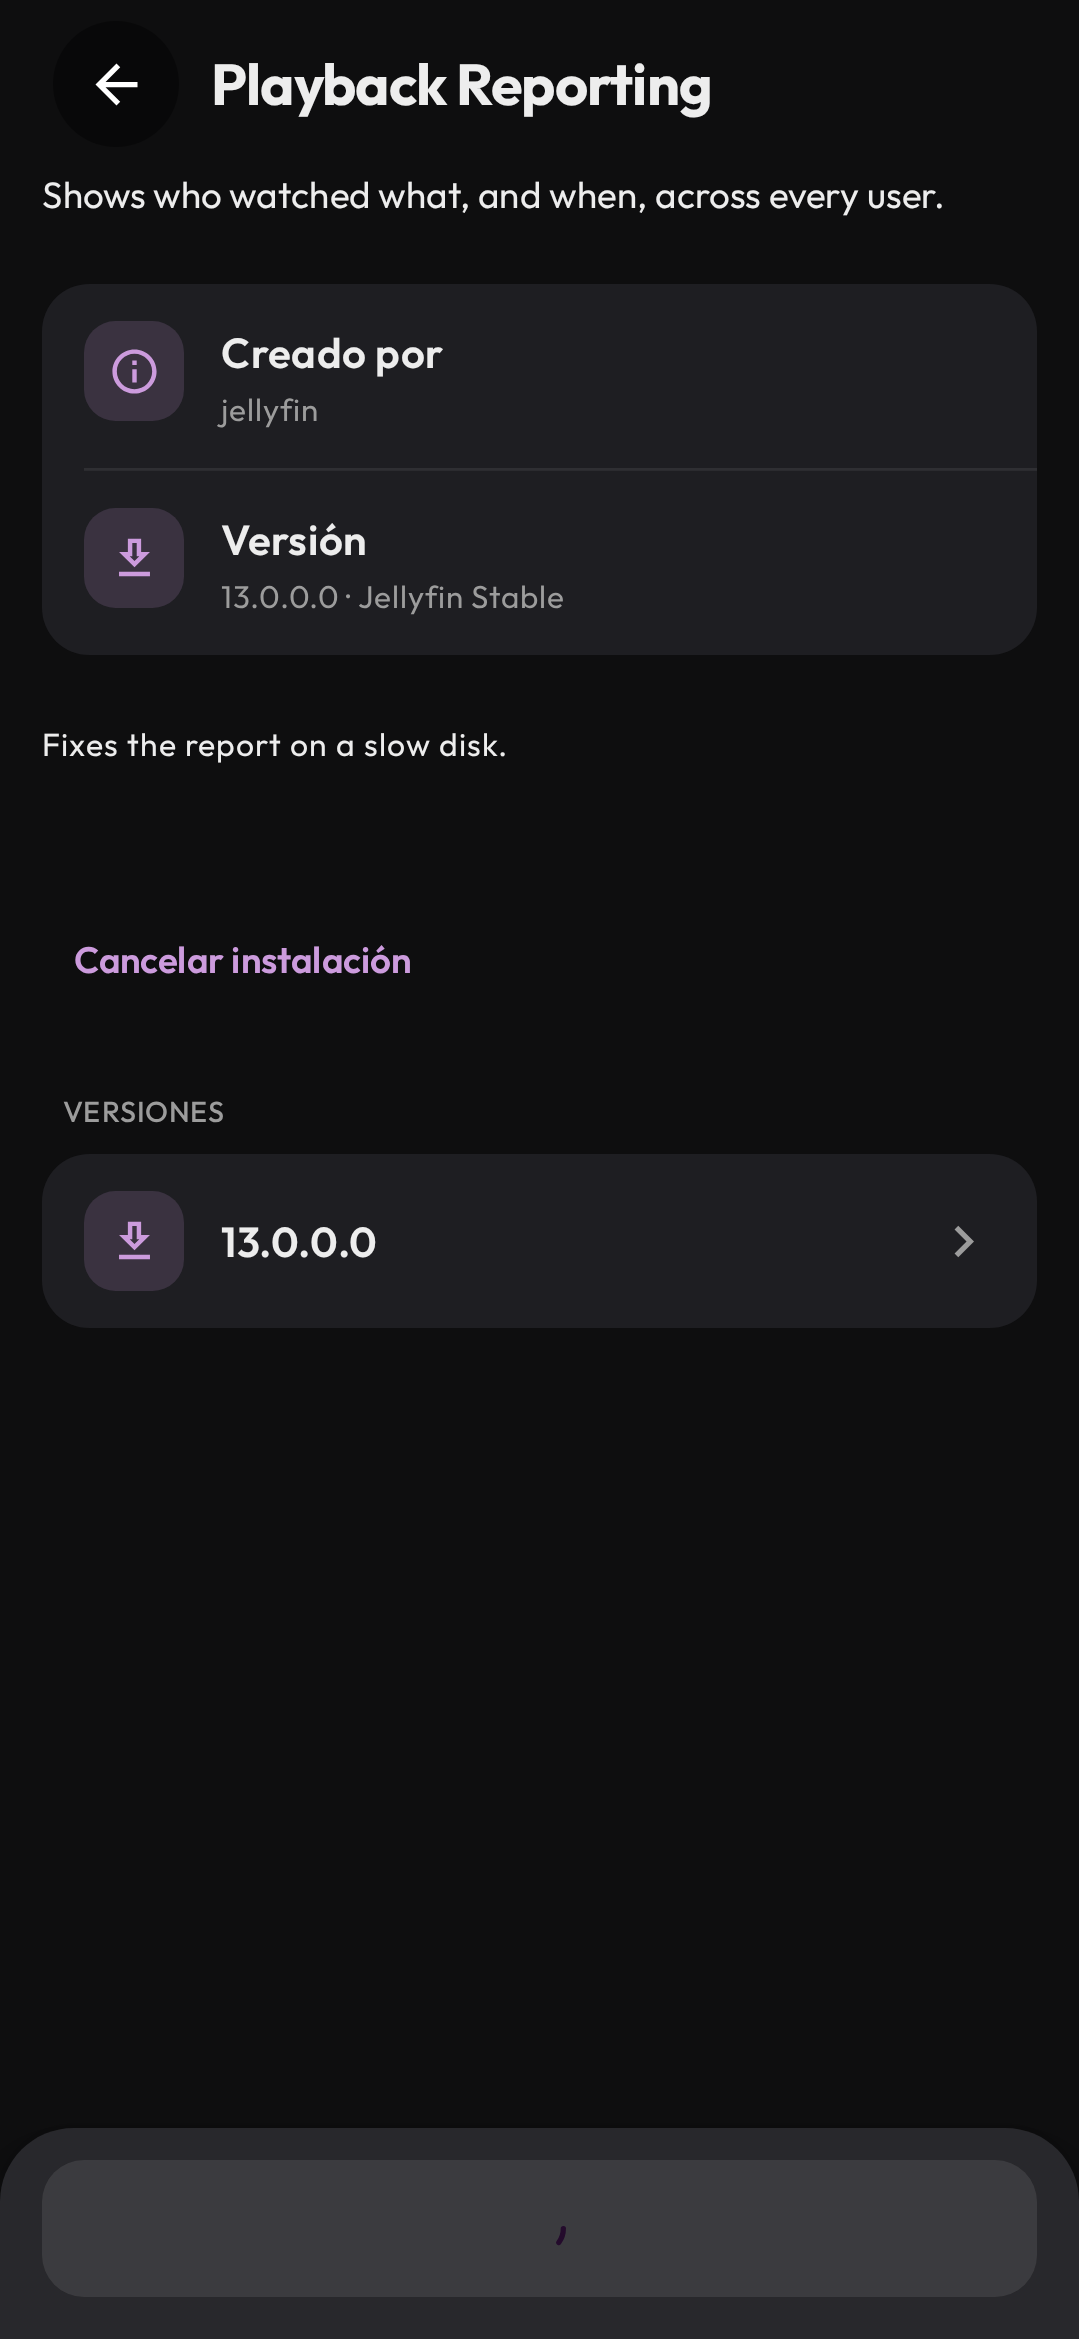 Playback Reporting
Shows who watched what, and when, across every user.
Creado por
jellyfin
Versión
13.0.0.0 · Jellyfin Stable
Fixes the report on a slow disk.
Cancelar instalación
VERSIONES
13.0.0.0